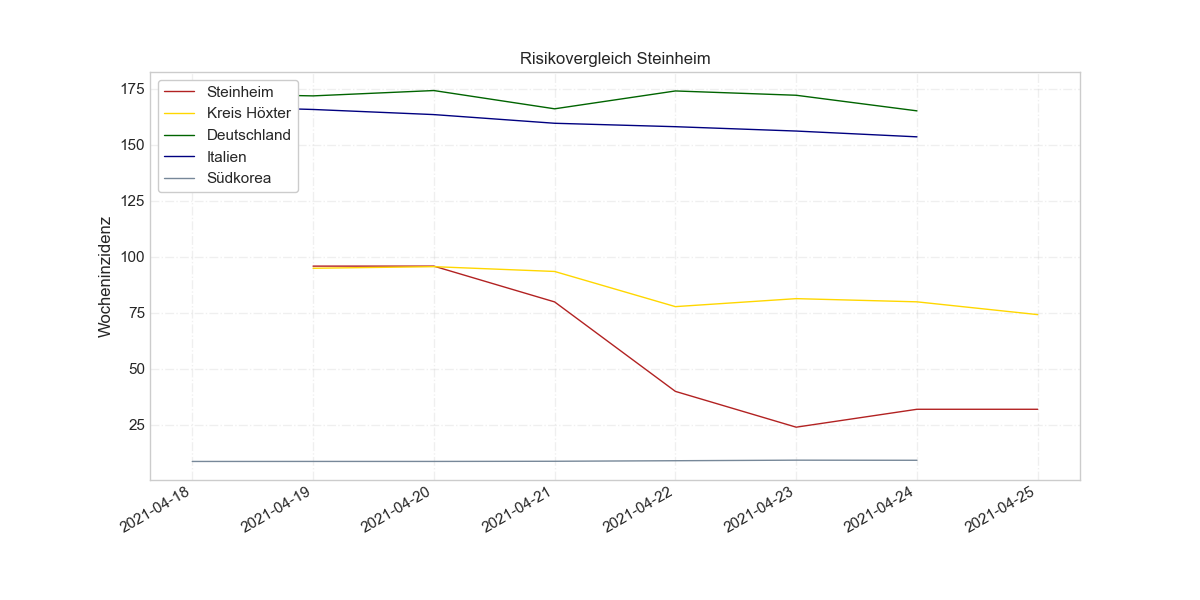 Risikovergleich Steinheim
Wocheninzidenz
175
150
125
100
75
50
25
Steinheim
Kreis Höxter
Deutschland
Italien
Südkorea
2021-04-18
2021-04-19
2021-04-20
2021-04-21
2021-04-22
2021-04-23
2021-04-24
2021-04-25